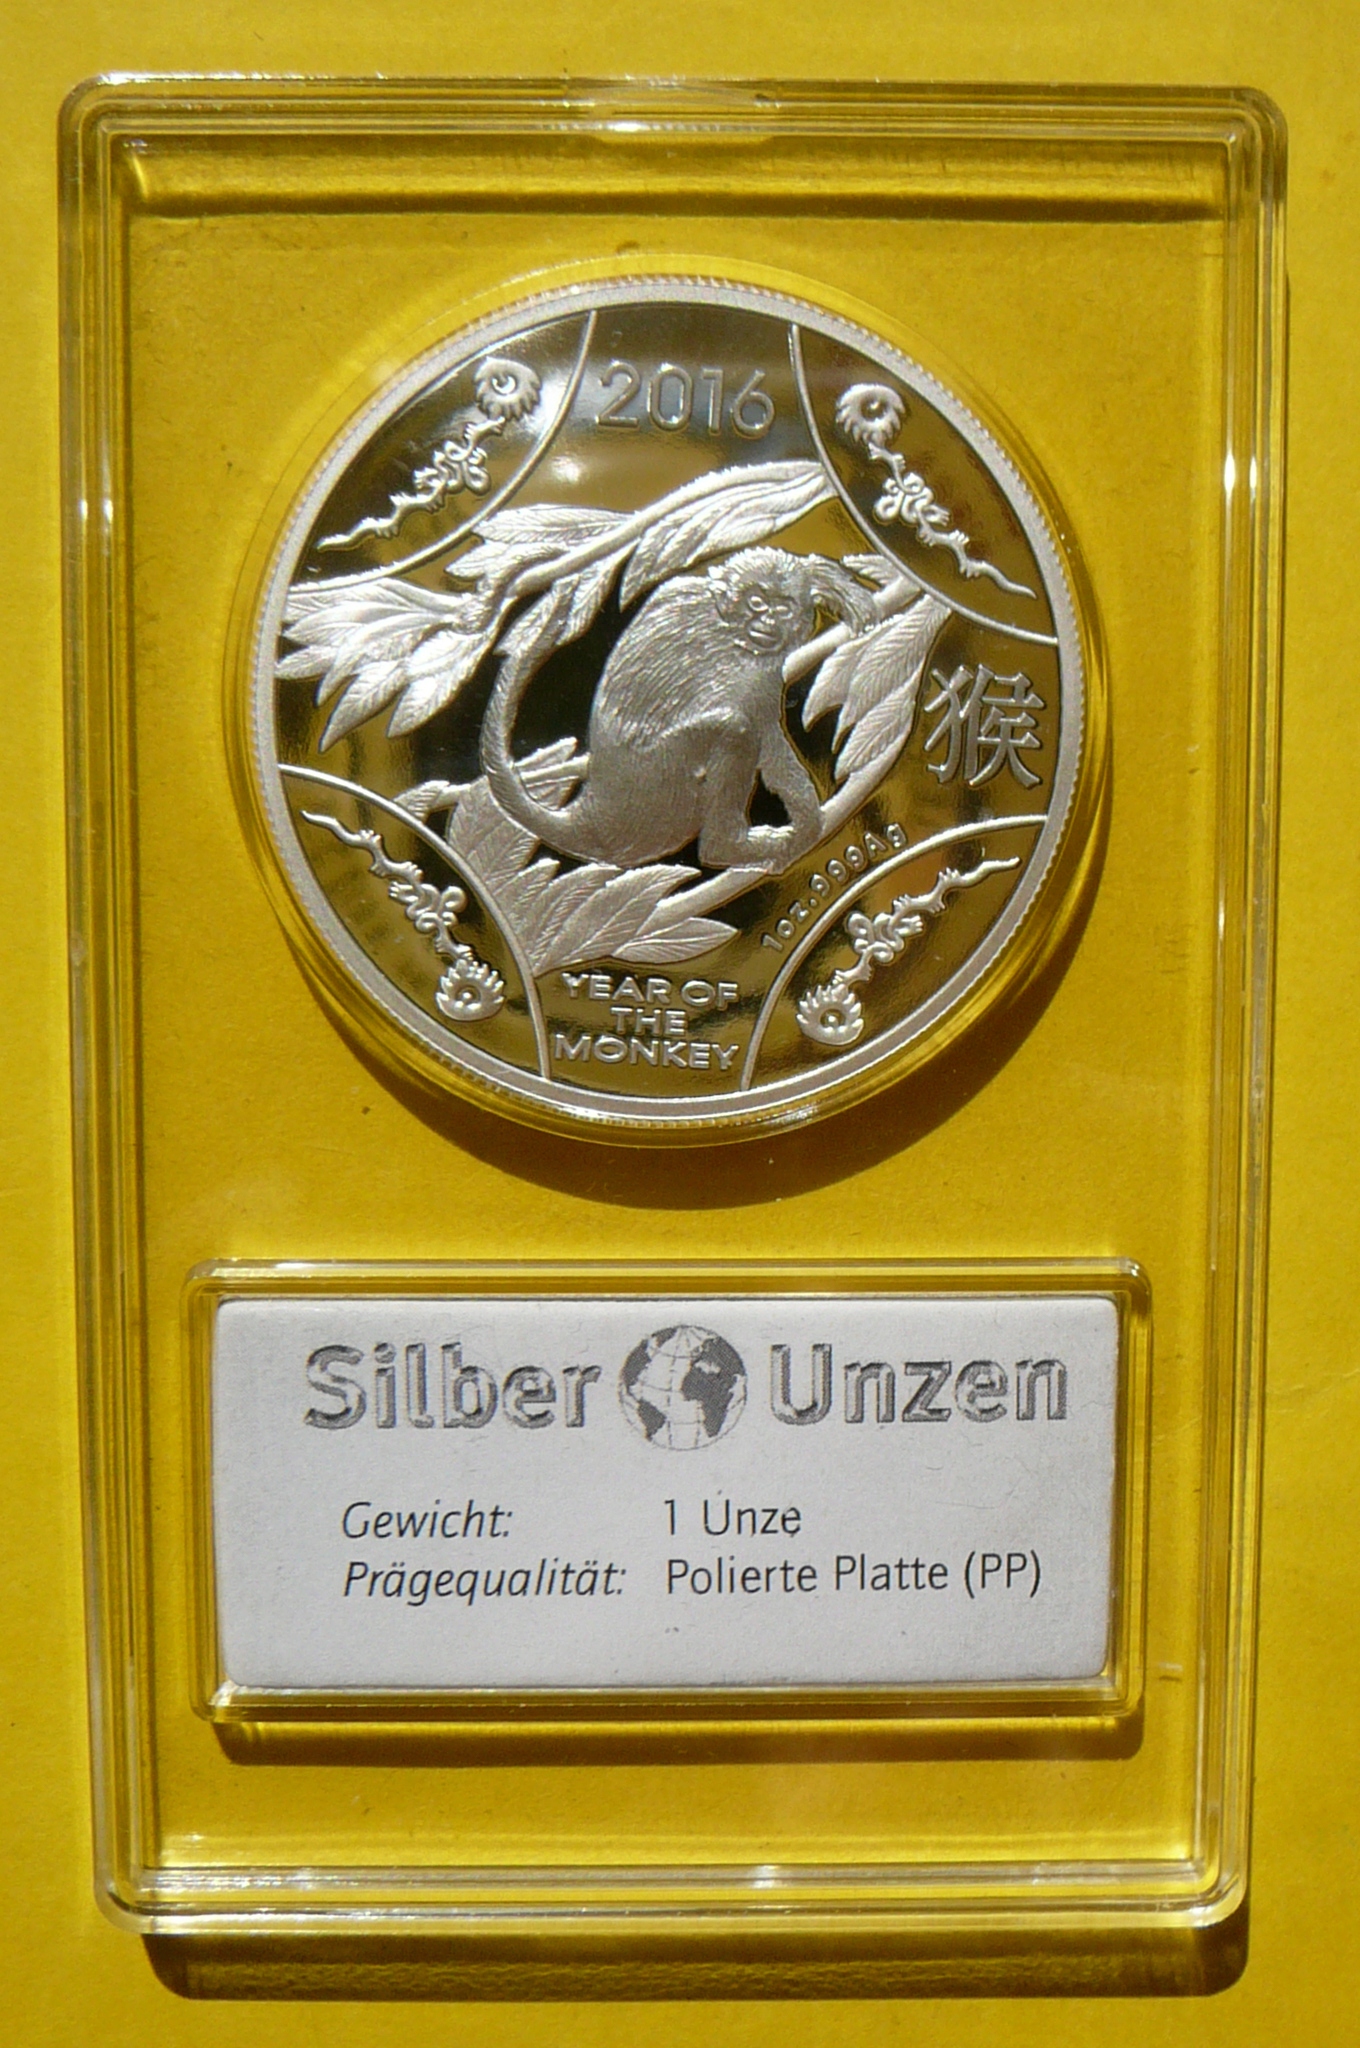 2016
猴
1oz.999Ag
YEAR OF
THE
MONKEY
Silber Unzen
Gewicht: 1 Unze
Prägequalität: Polierte Platte (PP)